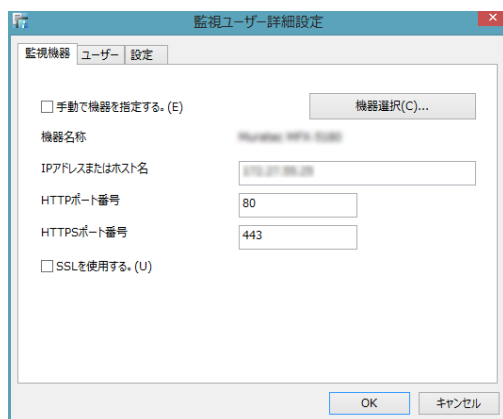 監視ユーザー詳細設定
監視機器 ユーザー 設定
手動で機器を指定する。(E) 機器選択(C)...
機器名称
IPアドレスまたはホスト名
HTTPポート番号 80
HTTPSポート番号 443
SSLを使用する。(U)
OK キャンセル